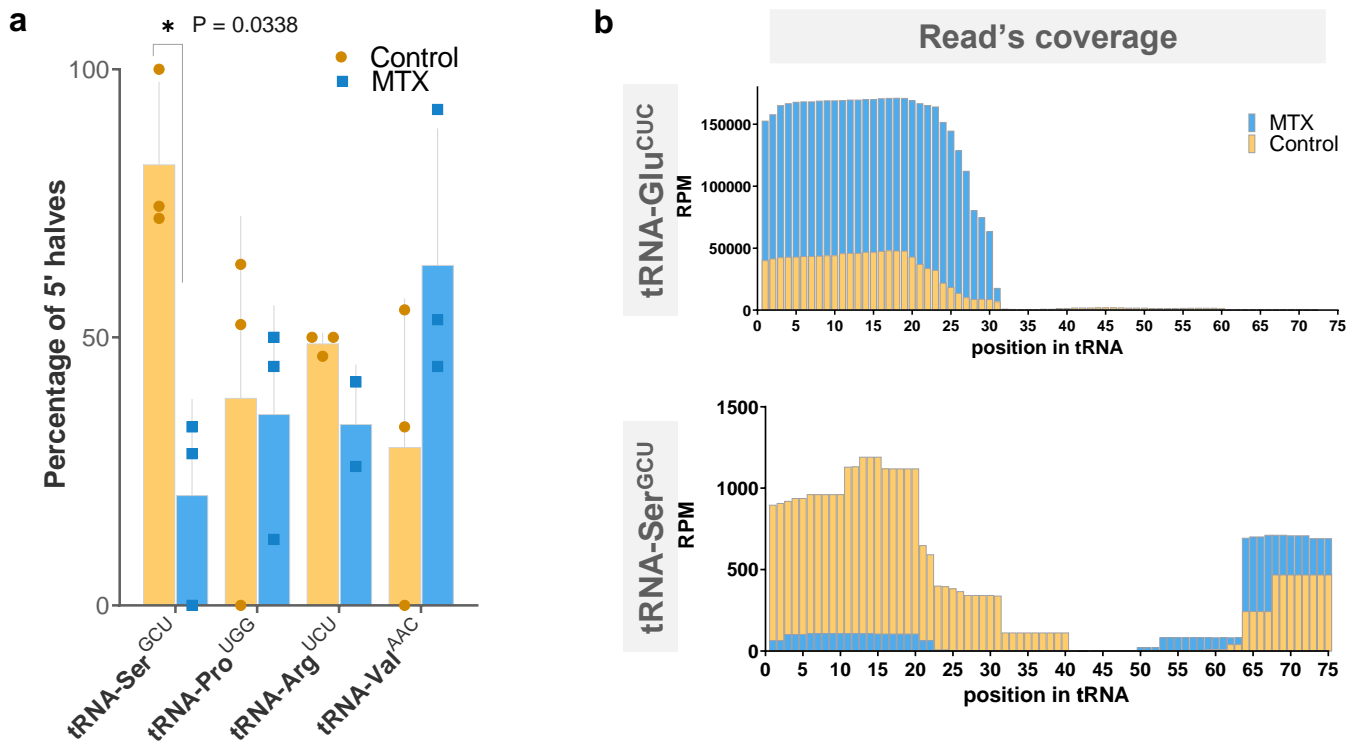 a
* P = 0.0338
Control
MTX
Percentage of 5' halves
100
50
0
tRNA-Ser^GCU
tRNA-Pro^UGG
tRNA-Arg^UCU
tRNA-Val^AAC
b
Read's coverage
tRNA-Glu^CUC
RPM
150000
100000
50000
0
MTX
Control
0 5 10 15 20 25 30 35 40 45 50 55 60 65 70 75
position in tRNA
tRNA-Ser^GCU
RPM
1500
1000
500
0
0 5 10 15 20 25 30 35 40 45 50 55 60 65 70 75
position in tRNA